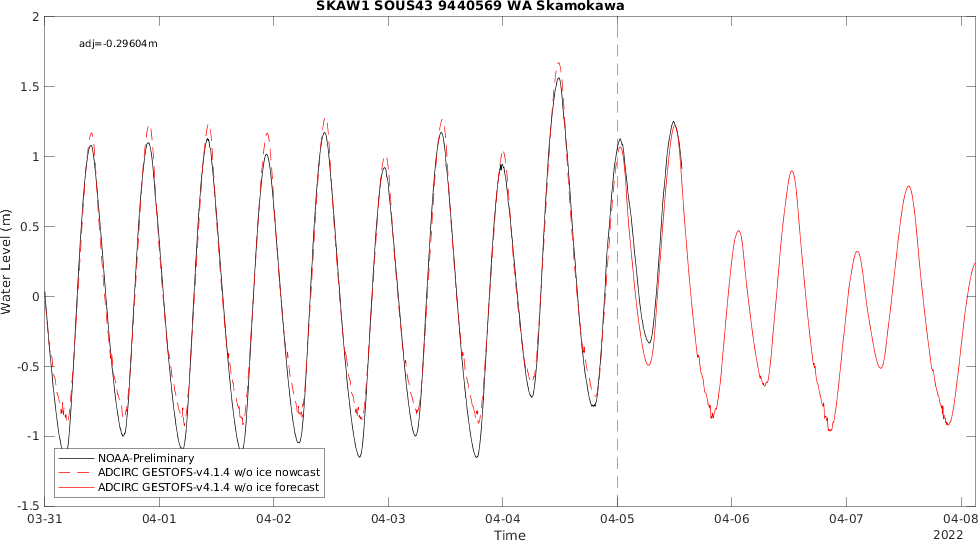 SKAW1 SOUS43 9440569 WA Skamokawa
adj=-0.29604m
2
1.5
1
0.5
0
-0.5
-1
-1.5
Water Level (m)
NOAA-Preliminary
ADCIRC GESTOFS-v4.1.4 w/o ice nowcast
ADCIRC GESTOFS-v4.1.4 w/o ice forecast
03-31 04-01 04-02 04-03 04-04 04-05 04-06 04-07 04-08
Time
2022